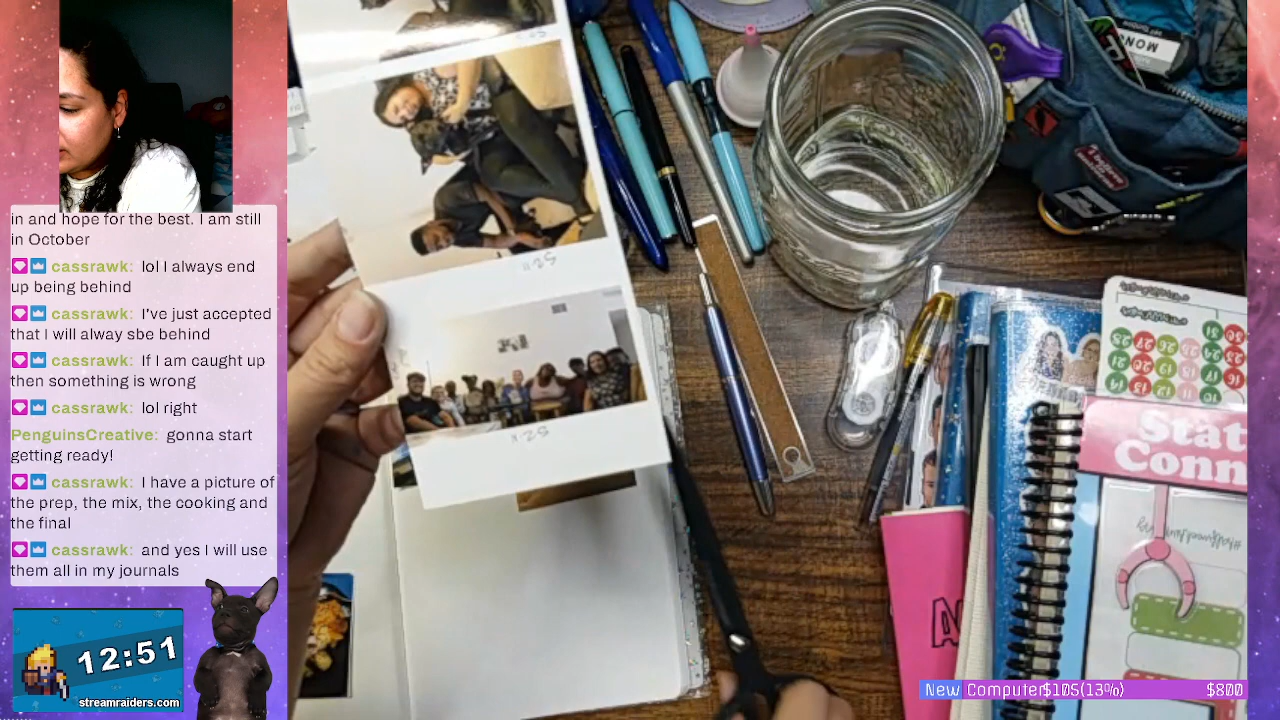 in and hope for the best. I am still
in October
cassrawk: lol I always end
up being behind
cassrawk: I've just accepted
that I will alway sbe behind
cassrawk: If I am caught up
then something is wrong
cassrawk: lol right
PenguinsCreative: gonna start
getting ready!
cassrawk: I have a picture of
the prep, the mix, the cooking and
the final
cassrawk: and yes I will use
them all in my journals
12:51
streamraiders.com
MON
Stat
Conn
New Computer$105(13%) $800